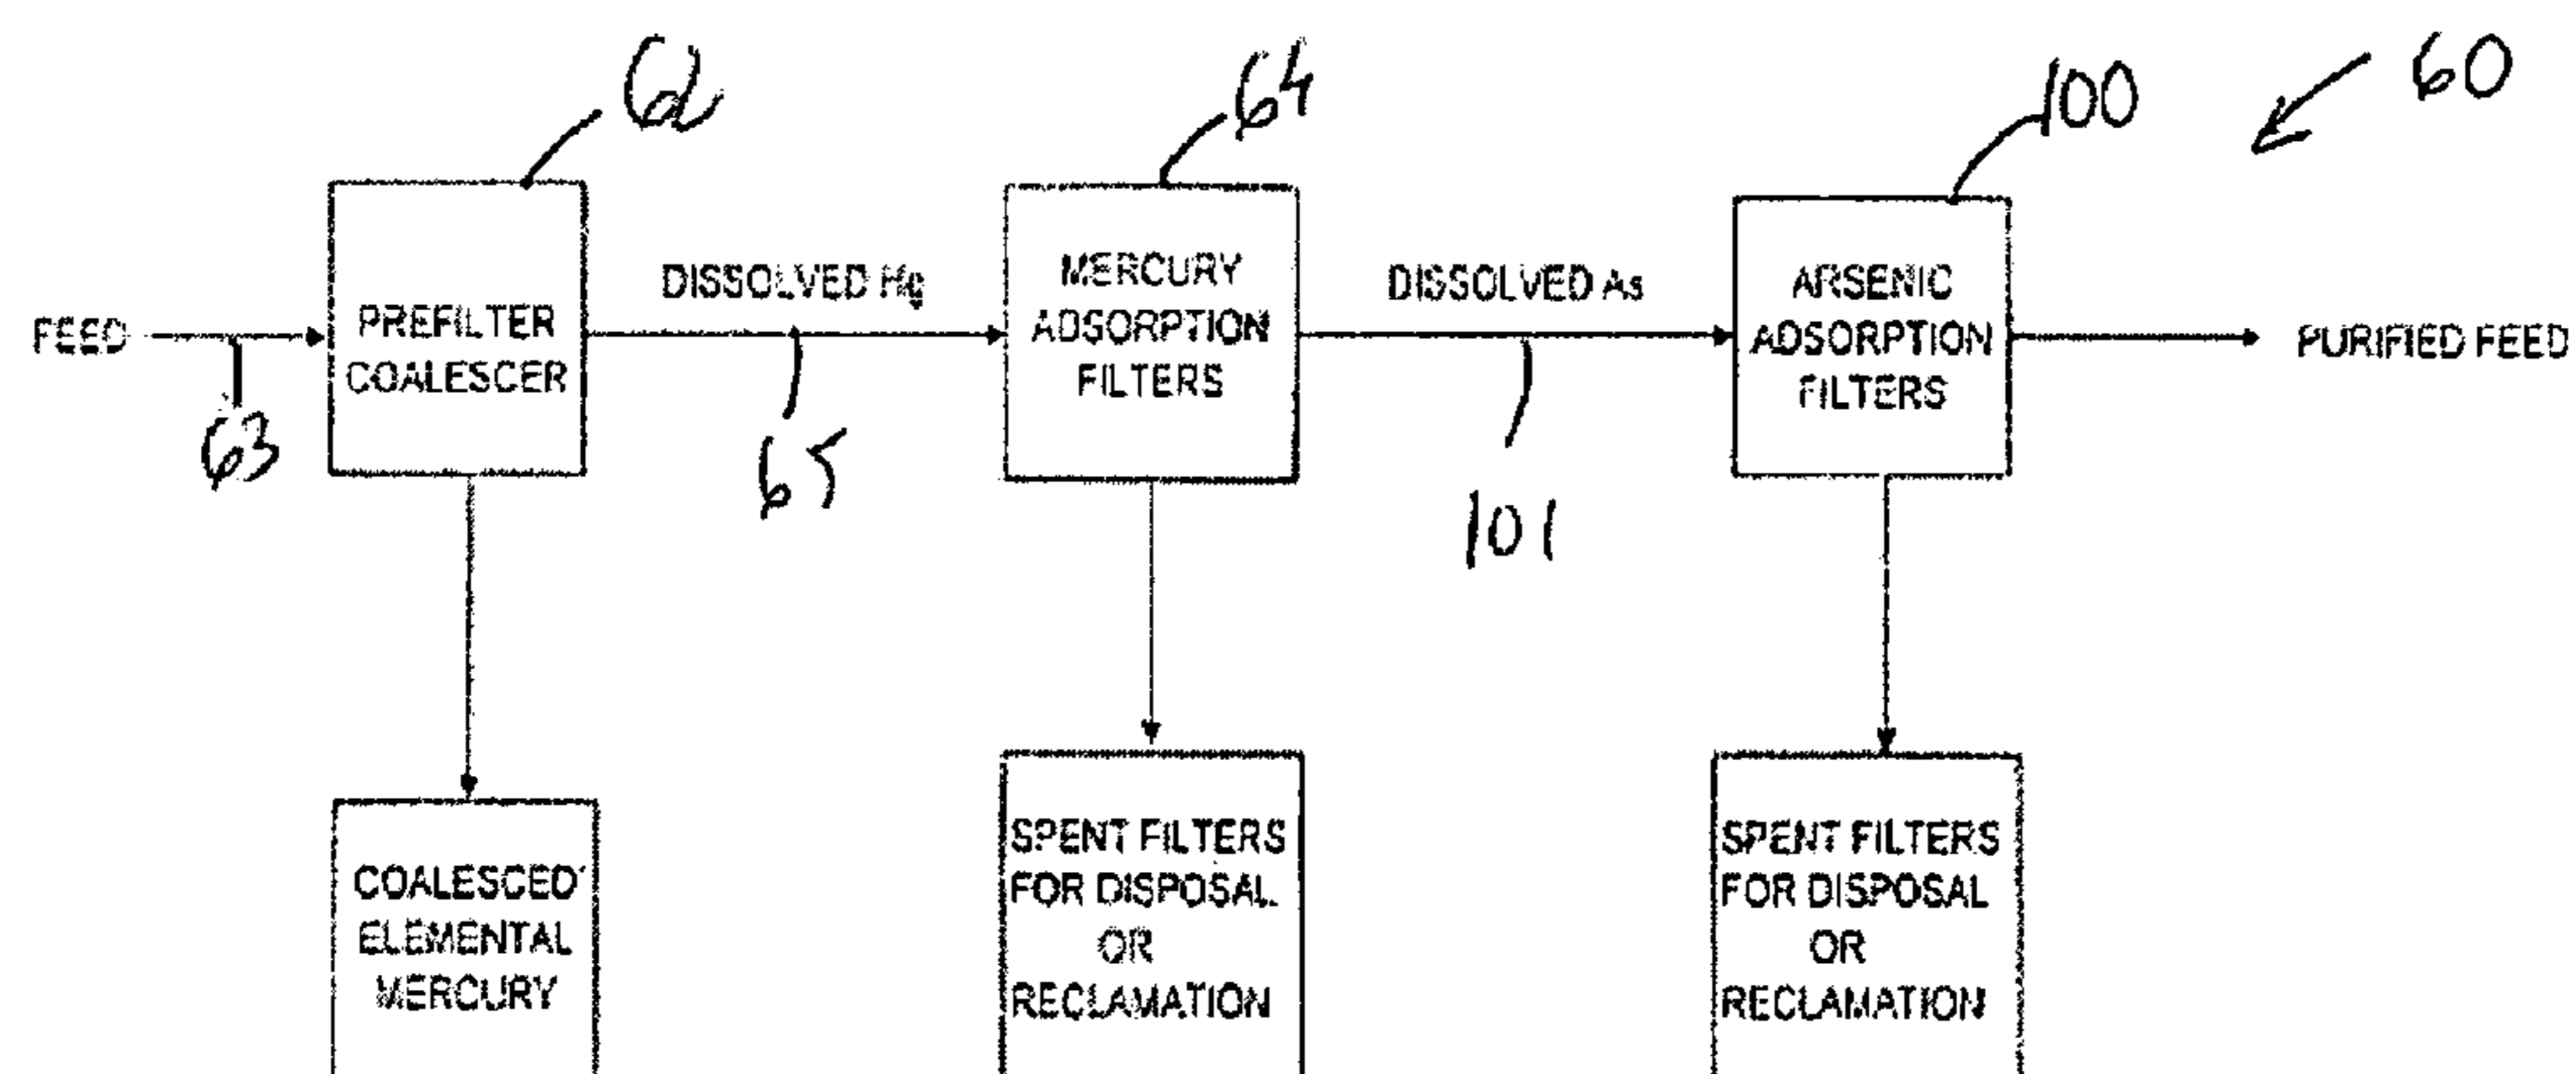 62
64
100
60
FEED
63
PREFILTER
COALESCER
DISSOLVED Hg
65
MERCURY
ADSORPTION
FILTERS
DISSOLVED As
101
ARSENIC
ADSORPTION
FILTERS
PURIFIED FEED
COALESCED
ELEMENTAL
MERCURY
SPENT FILTERS
FOR DISPOSAL
OR
RECLAMATION
SPENT FILTERS
FOR DISPOSAL
OR
RECLAMATION